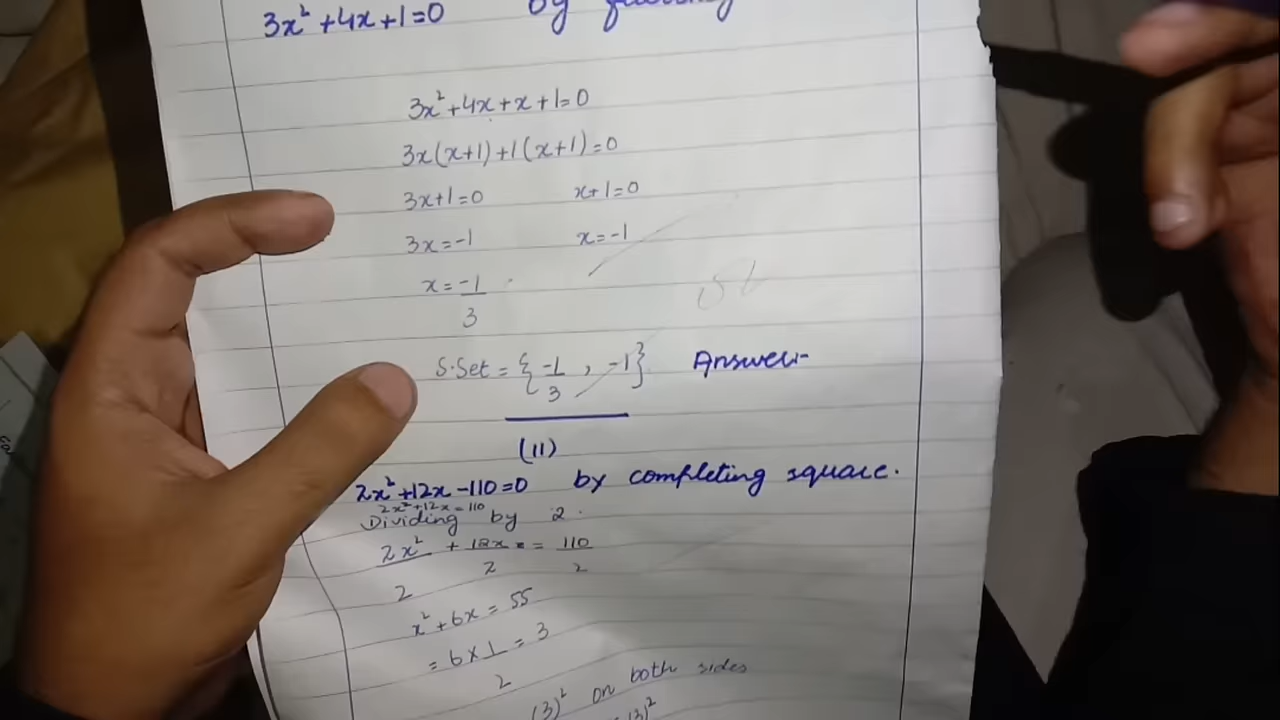 3x² + 4x + 1 = 0 by
3x² + 4x + x + 1 = 0
3x(x+1) + 1(x+1) = 0
3x + 1 = 0 x + 1 = 0
3x = -1 x = -1
x = -1/3
S.Set = { -1/3 , -1 } Answer:-
(II)
2x² + 12x - 110 = 0 by completing square.
2x² + 12x = 110
Dividing by 2.
2x²/2 + 12x/2 = 110/2
x² + 6x = 55
= 6 × 1/2 = 3
(3)² on both sides
(3)²